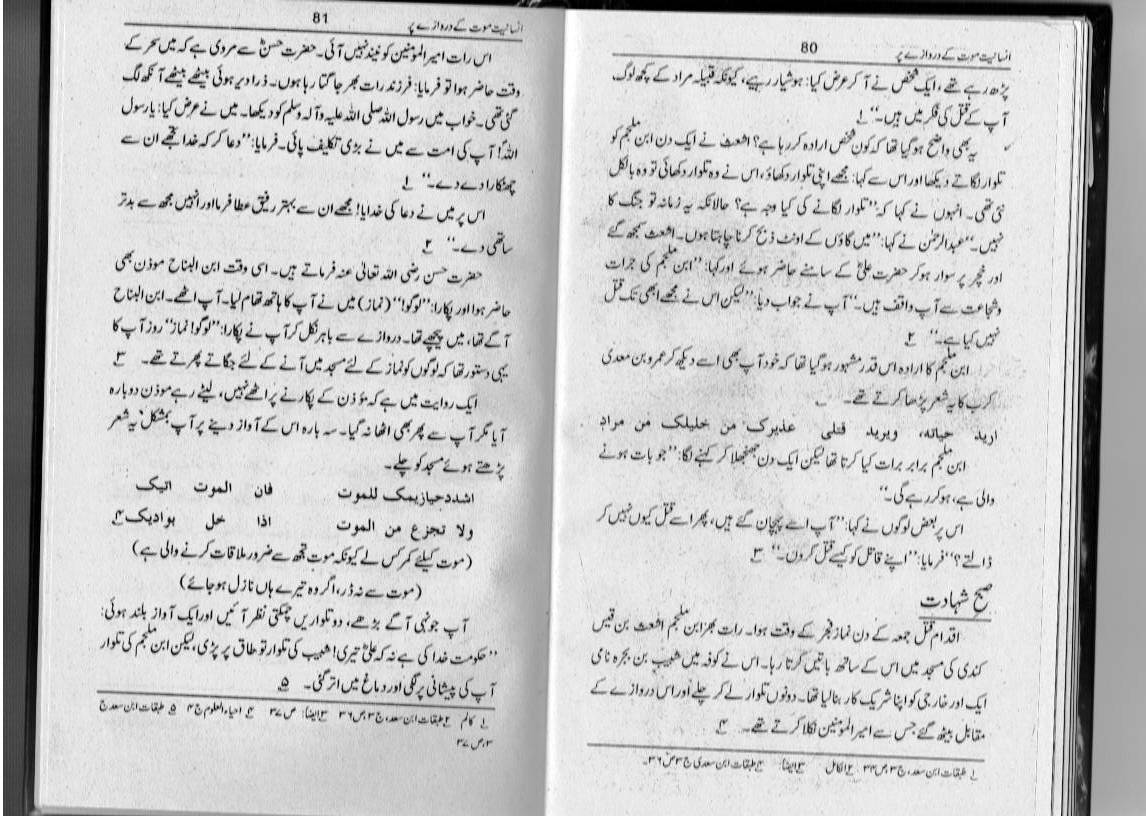 انسانیت موت کے دروازے پر
80
پڑھ رہے تھے، ایک شخص نے آ کر عرض کیا: ہوشیار رہیے، کیونکہ قبیلہ مراد کے کچھ لوگ
آپ کے قتل کی فکر میں ہیں۔‘‘ ۱
یہ بھی واضح ہو گیا تھا کہ کون شخص ارادہ کر رہا ہے؟ اشعث نے ایک دن ابن ملجم کو
تلوار لگاتے دیکھا اور اس سے کہا: مجھے اپنی تلوار دکھاؤ، اس نے وہ تلوار دکھائی تو وہ بالکل
نئی تھی۔ انہوں نے کہا کہ ’’تلوار لگانے کی کیا وجہ ہے؟ حالانکہ یہ زمانہ تو جنگ کا
نہیں۔‘‘ عبدالرحمٰن نے کہا: ’’میں گاؤں کے اونٹ ذبح کرنا چاہتا ہوں۔ اشعث سمجھ گئے
اور خچر پر سوار ہو کر حضرت علیؓ کے سامنے حاضر ہوئے اور کہا: ’’ابن ملجم کی جرات
و شجاعت سے آپ واقف ہیں۔‘‘ آپ نے جواب دیا: ’’لیکن اس نے مجھے ابھی تک قتل
نہیں کیا ہے۔‘‘ ۲
ابن ملجم کا ارادہ اس قدر مشہور ہو گیا تھا کہ خود آپ بھی اسے دیکھ کر عمرو بن معدی
کرب کا یہ شعر پڑھا کرتے تھے۔
ارید حیاتہ، ویرید قتلی عذیرک من خلیلک من مراد
ابن ملجم برابر برات کیا کرتا تھا لیکن ایک دن جھنجھلا کر کہنے لگا: ’’جو بات ہونے
والی ہے، ہو کر رہے گی۔‘‘
اس پر بعض لوگوں نے کہا: ’’آپ اسے پہچان گئے ہیں، پھر اسے قتل کیوں نہیں کر
ڈالتے؟‘‘ فرمایا: ’’اپنے قاتل کو کیسے قتل کر دوں۔‘‘ ۳
صبح شہادت
اقدام قتل جمعہ کے دن نماز فجر کے وقت ہوا۔ رات بھر ابن ملجم اشعث بن قیس
کندی کی مسجد میں اس کے ساتھ باتیں کرتا رہا۔ اس نے کوفہ میں شبیب بن بجرہ نامی
ایک اور خارجی کو اپنا شریک کار بنا لیا تھا۔ دونوں تلوار لے کر چلے اور اس دروازے کے
مقابل بیٹھ گئے جس سے امیر المؤمنین نکلا کرتے تھے۔ ۴
۱ طبقات ابن سعد، ج ۳ ص ۳۴ ۲ الکامل ۳ ایضاً: ۴ طبقات ابن سعدی ج ۳ ص ۳۶۔
انسانیت موت کے دروازے پر
81
اس رات امیر المؤمنین کو نیند نہیں آئی۔ حضرت حسنؓ سے مروی ہے کہ میں سحر کے
وقت حاضر ہوا تو فرمایا: فرزند رات بھر جاگتا رہا ہوں۔ ذرا دیر ہوئی بیٹھے بیٹھے آنکھ لگ
گئی تھی۔ خواب میں رسول اللہ صلی اللہ علیہ وآلہ وسلم کو دیکھا۔ میں نے عرض کیا: یا رسول
اللہ! آپ کی امت سے میں نے بڑی تکلیف پائی۔ فرمایا: ’’دعا کر کہ خدا تجھے ان سے
چھٹکارا دے دے۔‘‘ ۱
اس پر میں نے دعا کی خدایا! مجھے ان سے بہتر رفیق عطا فرما اور انہیں مجھ سے بدتر
ساتھی دے۔‘‘ ۲
حضرت حسن رضی اللہ تعالیٰ عنہ فرماتے ہیں۔ اسی وقت ابن البناح موذن بھی
حاضر ہوا اور پکارا: ’’لوگو!‘‘ (نماز) میں نے آپ کا ہاتھ تھام لیا۔ آپ اٹھے۔ ابن البناح
آگے تھا، میں پیچھے تھا۔ دروازے سے باہر نکل کر آپ نے پکارا: ’’لوگو! نماز‘‘ روز آپ کا
یہی دستور تھا کہ لوگوں کو نماز کے لئے مسجد میں آنے کے لئے جگاتے پھرتے تھے۔ ۳
ایک روایت میں ہے کہ مؤذن کے پکارنے پر اٹھے نہیں، لیٹے رہے موذن دوبارہ
آیا مگر آپ سے پھر بھی اٹھا نہ گیا۔ سہ بارہ اس کے آواز دینے پر آپ بمشکل یہ شعر
پڑھتے ہوئے مسجد کو چلے۔
اشدد حیازیمک للموت فان الموت اتیک
ولا تجزع من الموت اذا حل بوادیک ۴
(موت کیلئے کمر کس لے کیونکہ موت تجھ سے ضرور ملاقات کرنے والی ہے)
(موت سے نہ ڈر، اگر وہ تیرے ہاں نازل ہو جائے)
آپ جونہی آگے بڑھے، دو تلواریں چمکتی نظر آئیں اور ایک آواز بلند ہوئی:
’’حکومت خدا کی ہے نہ کہ علیؓ تیری! شبیب کی تلوار تو طاق پر پڑی، لیکن ابن ملجم کی تلوار
آپ کی پیشانی پر لگی اور دماغ میں اتر گئی۔ ۵
۱ کامل ۲ طبقات ابن سعد، ج ۳، ص ۳۶ ۳ ایضاً: ص ۳۷ ۴ احیاء العلوم ج ۴ ۵ طبقات ابن سعد ج
۳، ص ۳۷